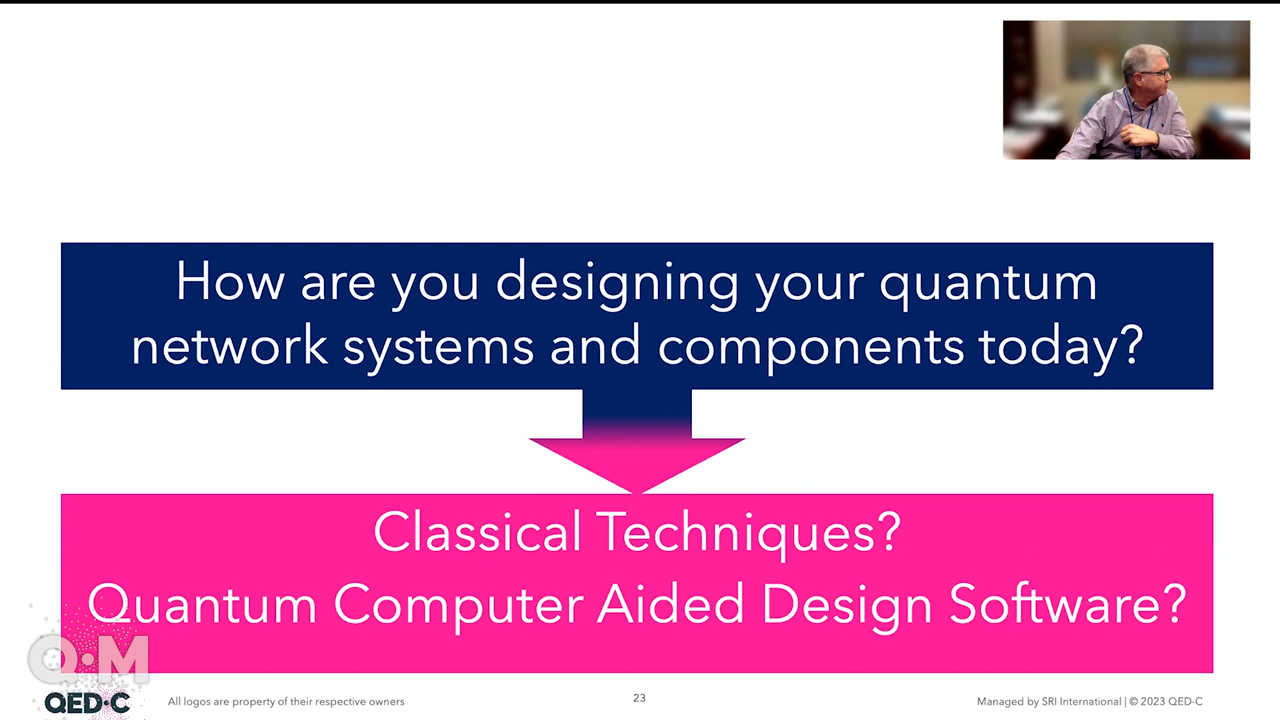 How are you designing your quantum
network systems and components today?
Classical Techniques?
Quantum Computer Aided Design Software?
Q·M
QED·C
All logos are property of their respective owners
23
Managed by SRI International | © 2023 QED-C